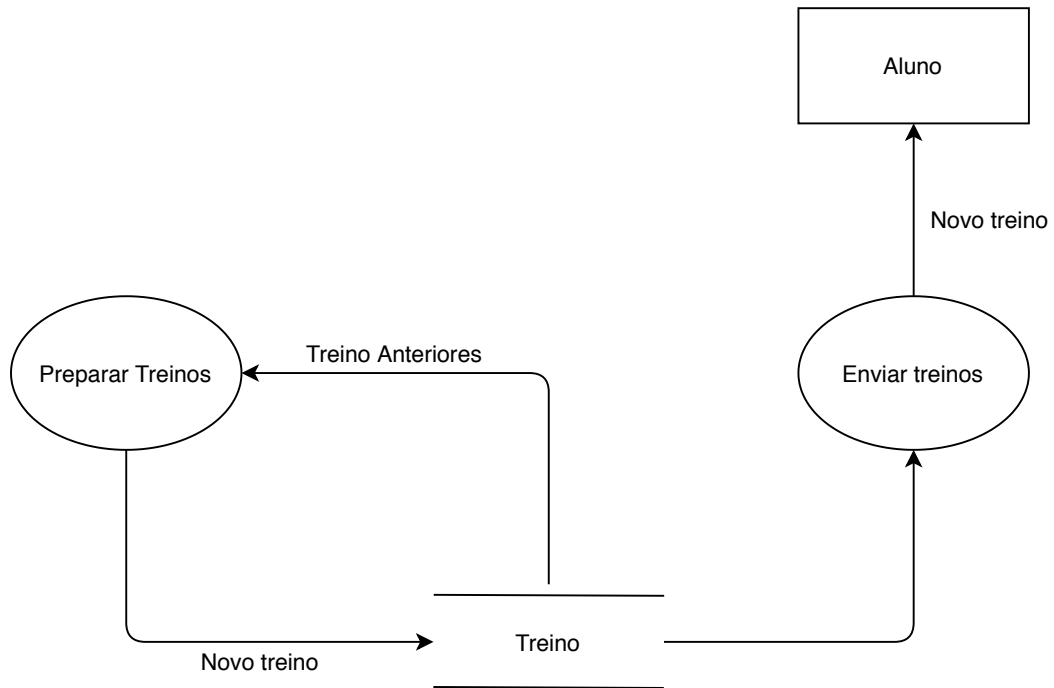 Aluno
Novo treino
Treino Anteriores
Preparar Treinos
Enviar treinos
Treino
Novo treino